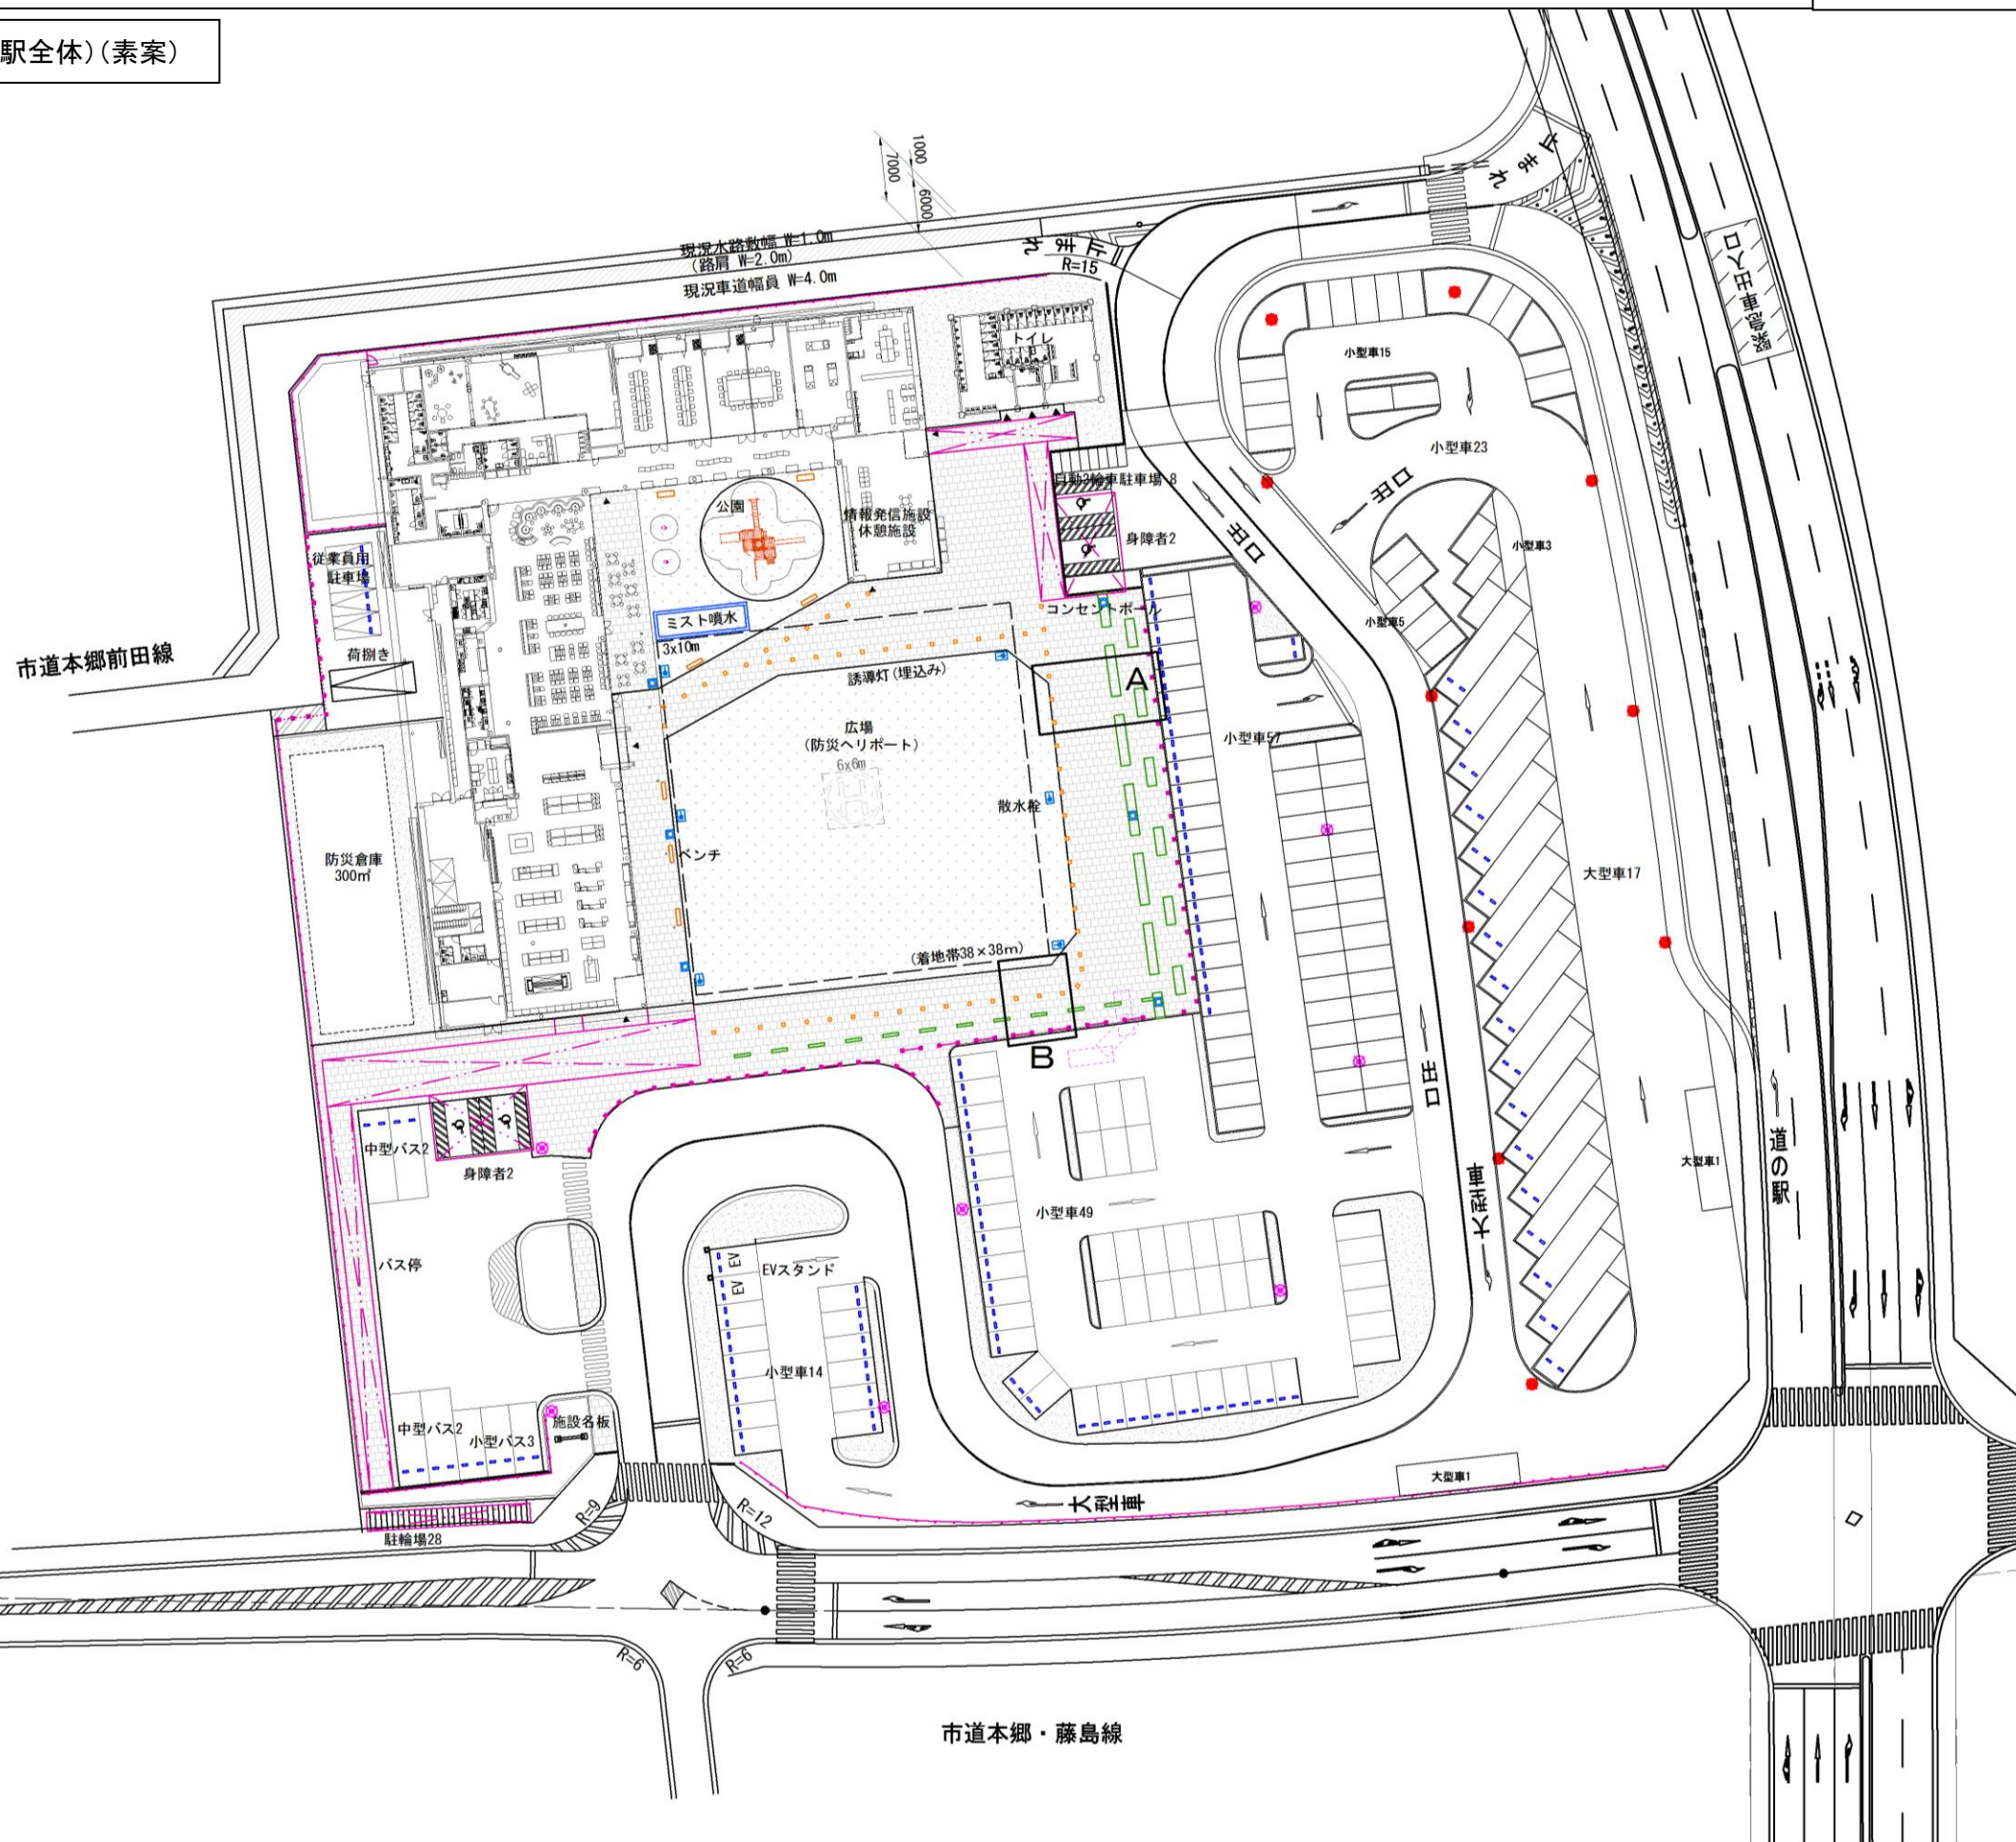 駅全体)(素案)
1000
7000
6000
現況水路敷幅 W=1.0m
(路肩 W=2.0m)
現況車道幅員 W=4.0m
止まれ
止まれ
R=15
緊急車出入口
トイレ
小型車15
小型車23
出口
出口
自動2輪車駐車場 8
身障者2
公園
情報発信施設
休憩施設
小型車3
小型車5
従業員用
駐車場
コンセントポール
ミスト噴水
3x10m
荷捌き
市道本郷前田線
A
誘導灯(埋込み)
広場
(防災ヘリポート)
6x6m
H
小型車57
散水栓
ベンチ
防災倉庫
300㎡
大型車17
(着地帯38×38m)
B
出口
中型バス2
身障者2
大型車1
道の駅
大型車
小型車49
バス停
EV EV
EVスタンド
小型車14
中型バス2
小型バス3
施設名板
大型車1
大型車
R=9
R=12
駐輪場28
R=6
R=6
市道本郷・藤島線